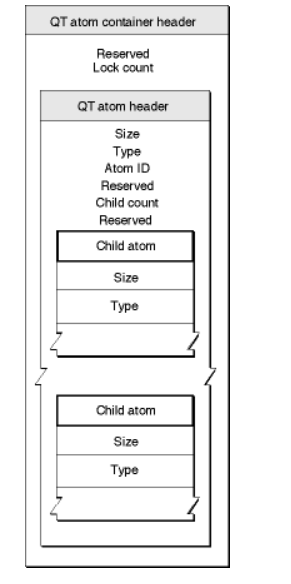 QT atom container header
Reserved
Lock count
QT atom header
Size
Type
Atom ID
Reserved
Child count
Reserved
Child atom
Size
Type
Child atom
Size
Type